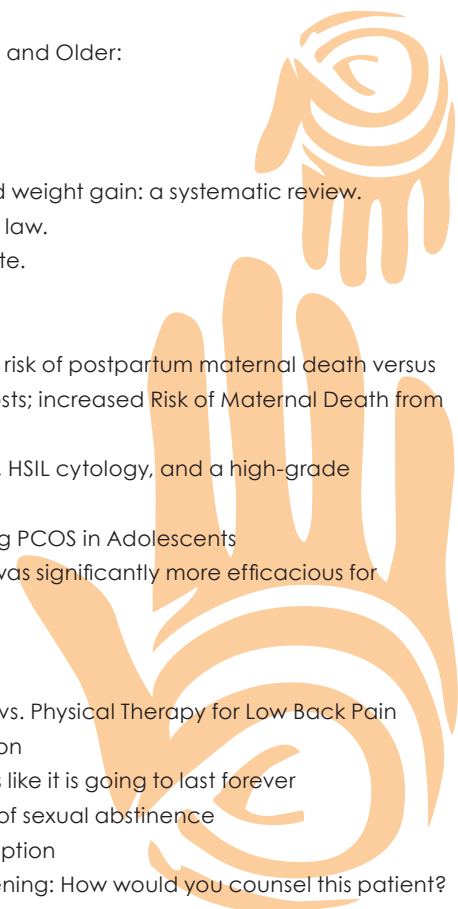 and Older:
weight gain: a systematic review.
law.
te.
risk of postpartum maternal death versus
sts; increased Risk of Maternal Death from
HSIL cytology, and a high-grade
g PCOS in Adolescents
was significantly more efficacious for
vs. Physical Therapy for Low Back Pain
on
like it is going to last forever
of sexual abstinence
ption
ening: How would you counsel this patient?